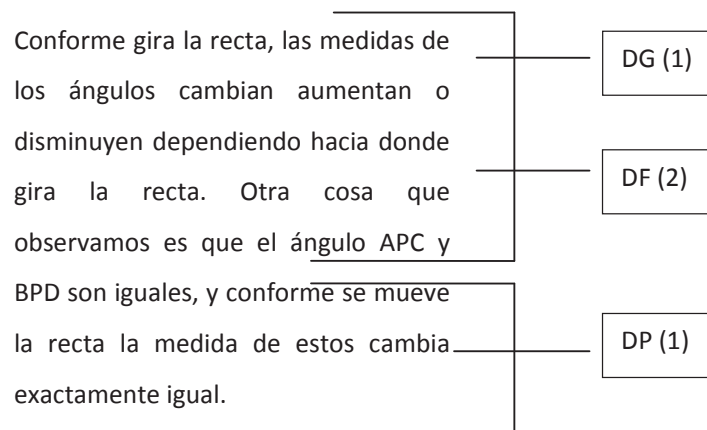 Conforme gira la recta, las medidas de
los ángulos cambian aumentan o
disminuyen dependiendo hacia donde
gira la recta. Otra cosa que
observamos es que el ángulo APC y
BPD son iguales, y conforme se mueve
la recta la medida de estos cambia
exactamente igual.
DG (1)
DF (2)
DP (1)